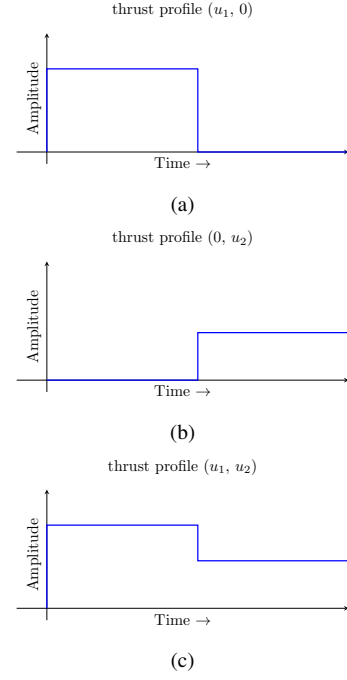 thrust profile (u₁, 0)
Amplitude
Time →
(a)
thrust profile (0, u₂)
Amplitude
Time →
(b)
thrust profile (u₁, u₂)
Amplitude
Time →
(c)